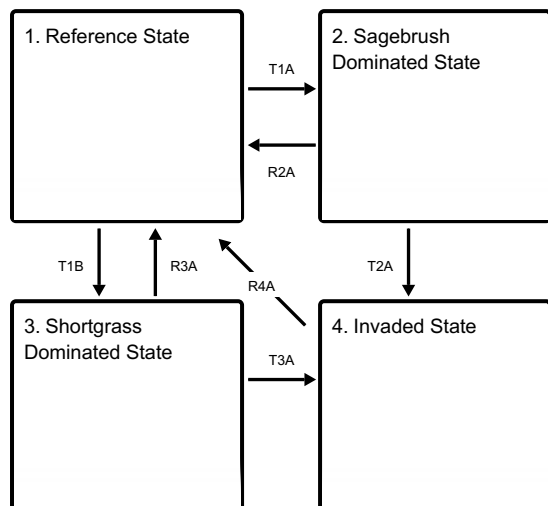 1. Reference State
2. Sagebrush
Dominated State
T1A
R2A
T1B
R3A
R4A
T2A
3. Shortgrass
Dominated State
4. Invaded State
T3A